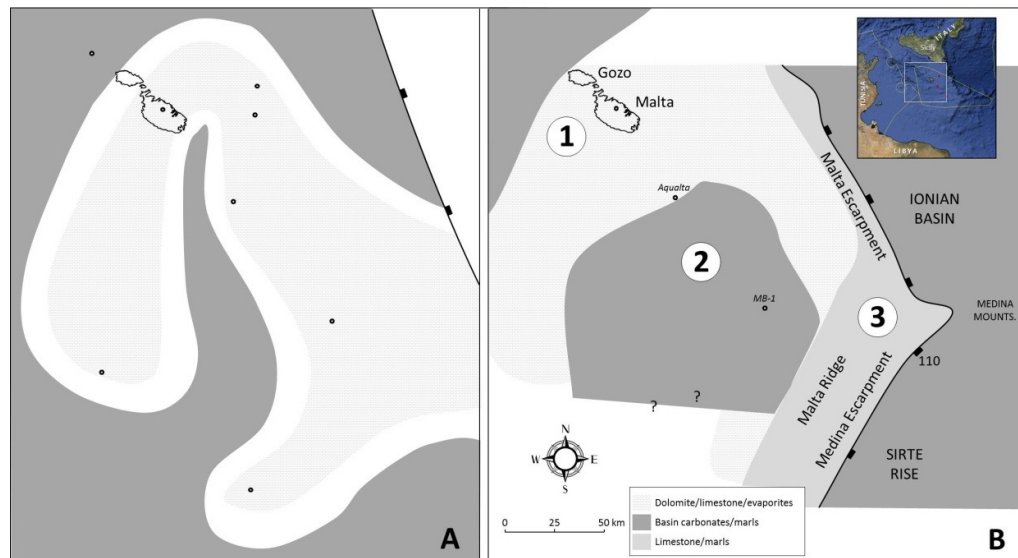 A
Gozo
Malta
1
Aqualta
2
MB-1
3
Malta Escarpment
IONIAN
BASIN
MEDINA
MOUNTS.
110
Malta Ridge
Medina Escarpment
SIRTE
RISE
? ?
N
W E
S
0 25 50 km
Dolomite/limestone/evaporites
Basin carbonates/marls
Limestone/marls
B
ITALY
Sicily
TUNISIA
LIBYA